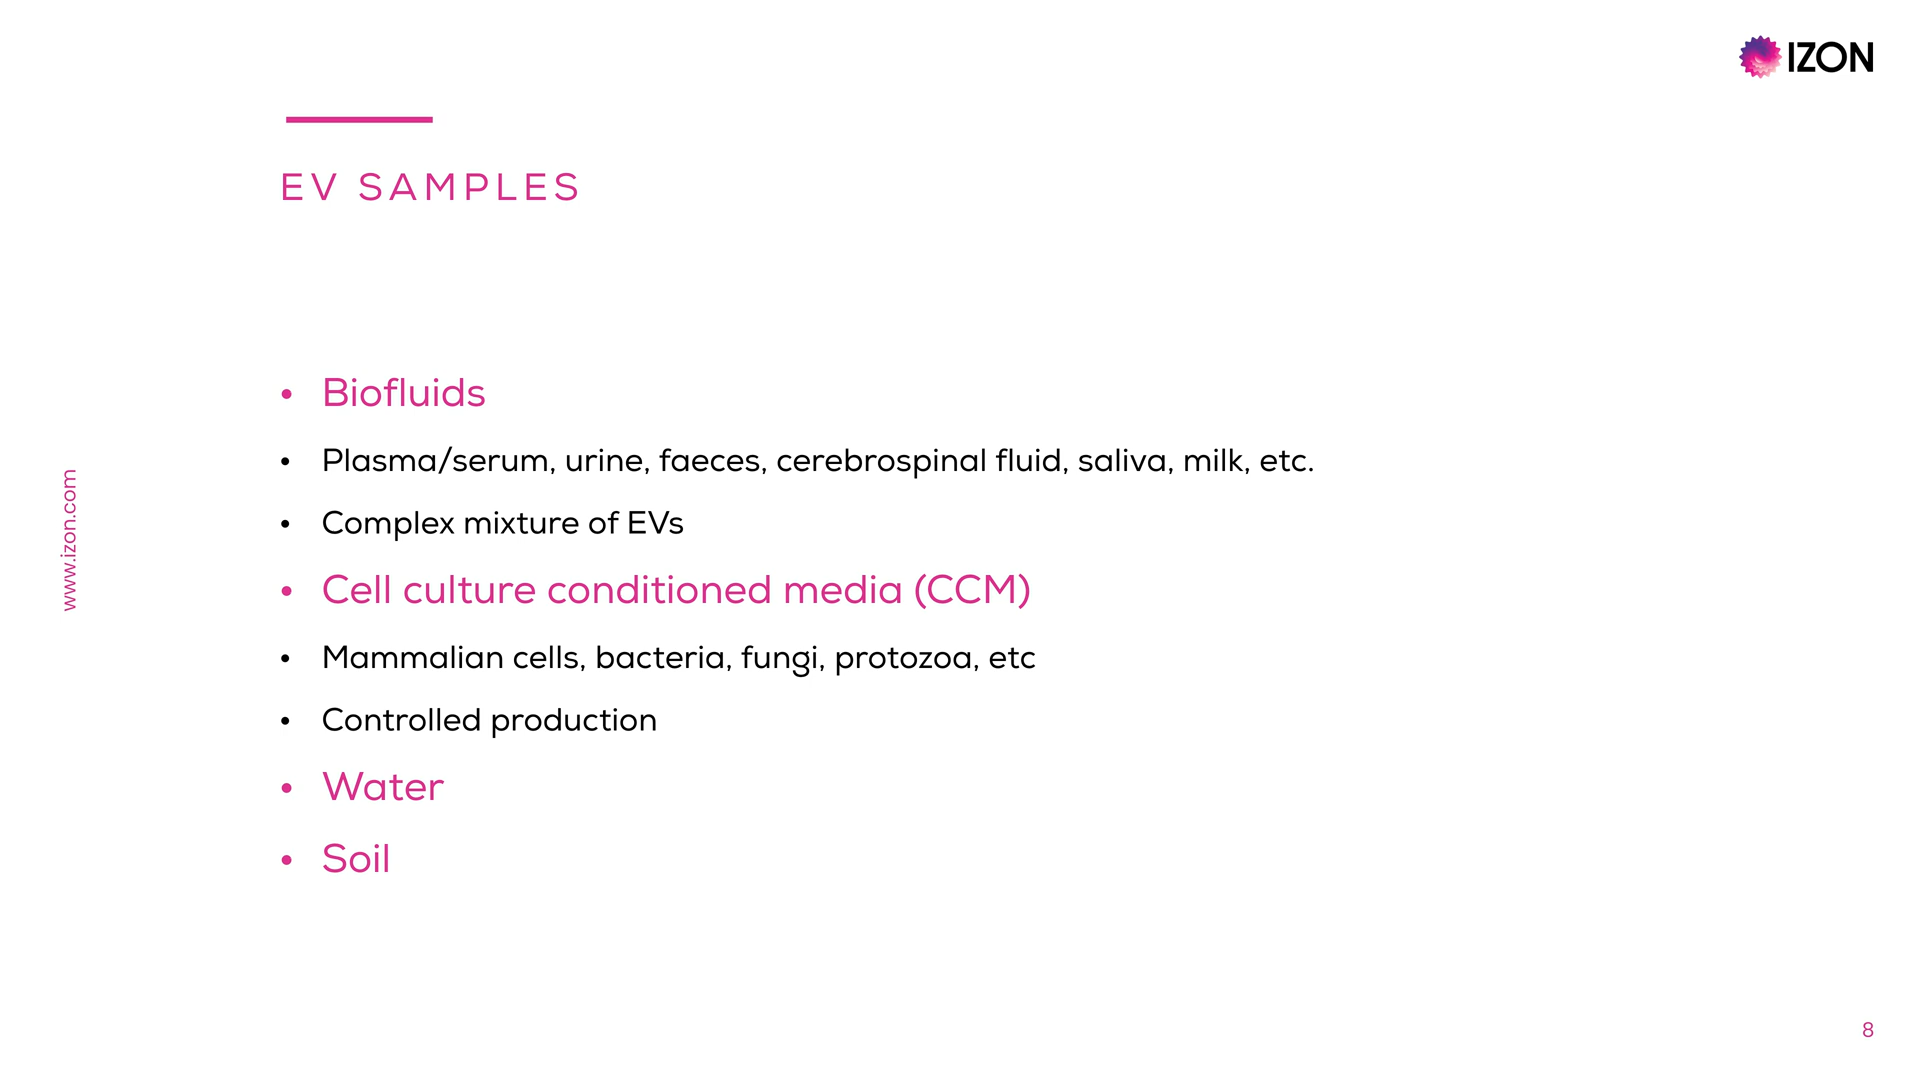 IZON
EV SAMPLES
• Biofluids
• Plasma/serum, urine, faeces, cerebrospinal fluid, saliva, milk, etc.
• Complex mixture of EVs
• Cell culture conditioned media (CCM)
• Mammalian cells, bacteria, fungi, protozoa, etc
• Controlled production
• Water
• Soil
www.izon.com
8